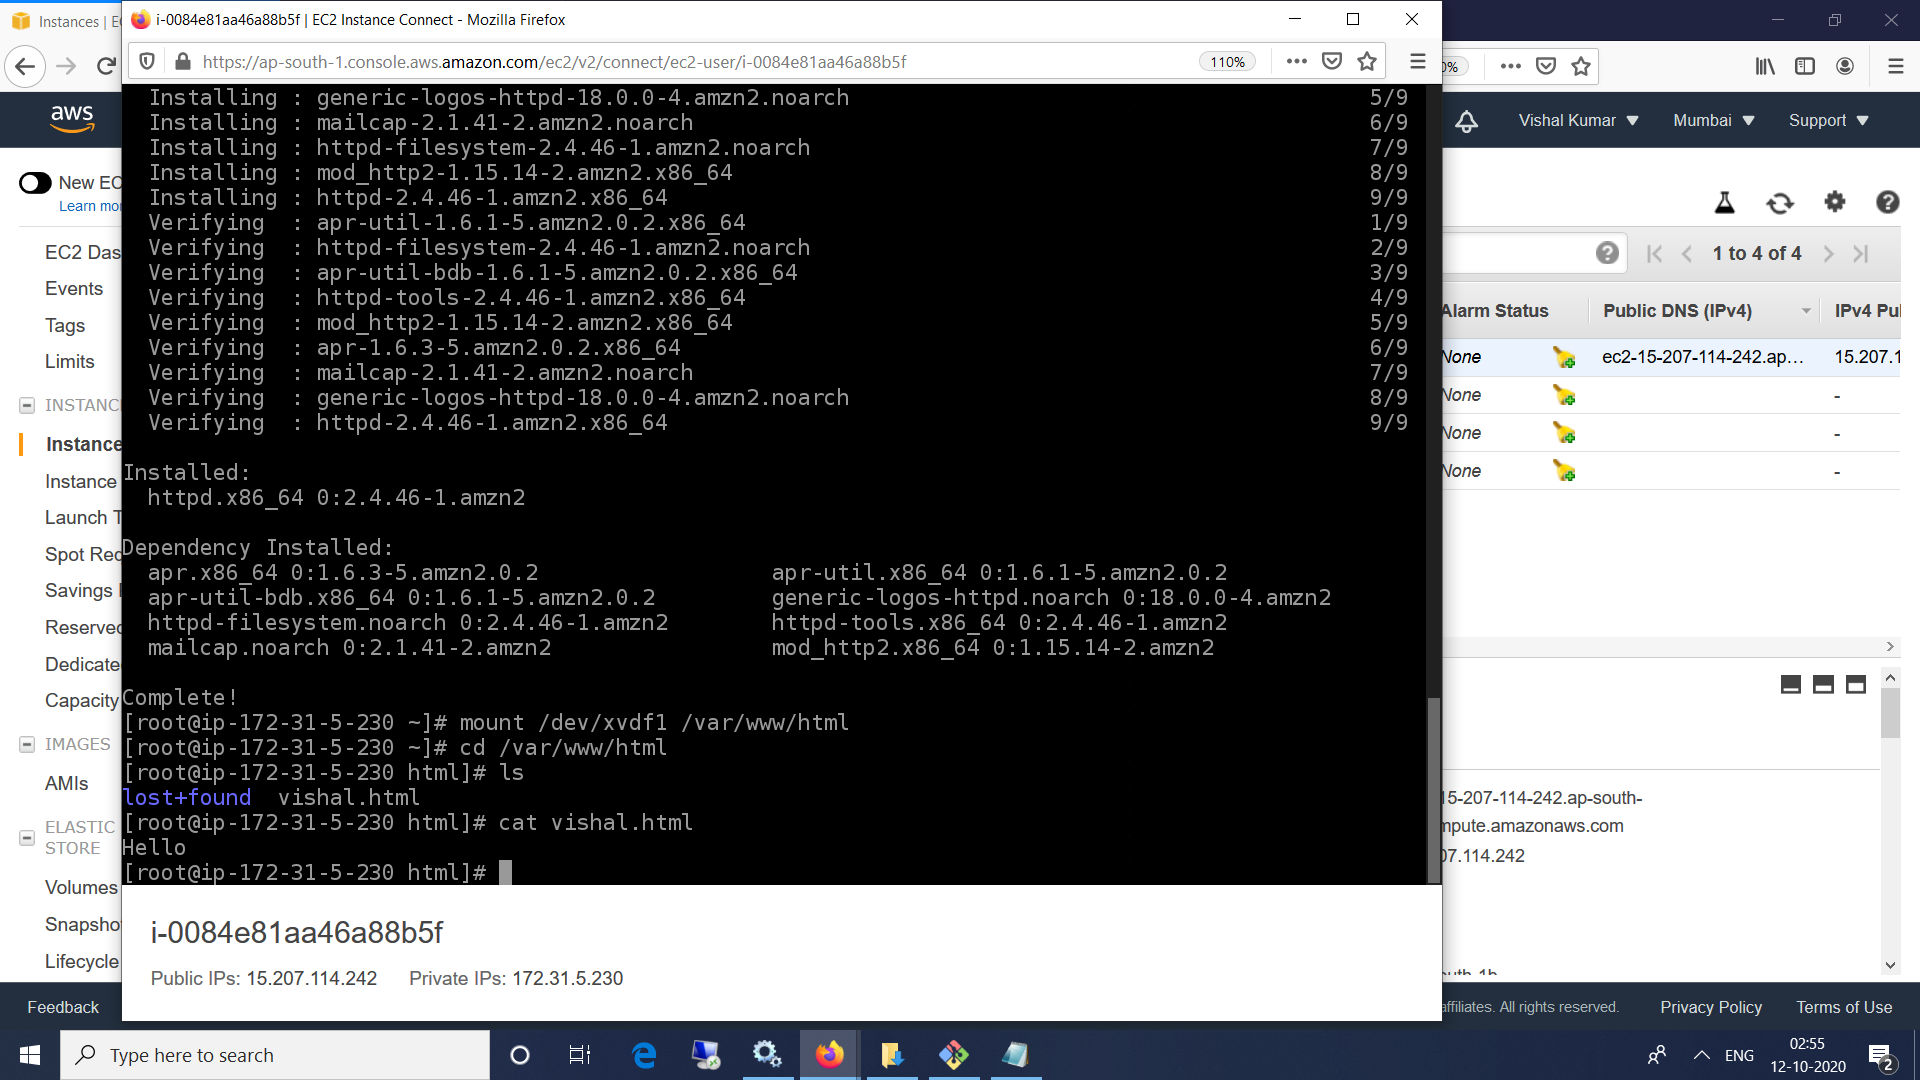 Instances | EC
i-0084e81aa46a88b5f | EC2 Instance Connect - Mozilla Firefox
https://ap-south-1.console.aws.amazon.com/ec2/v2/connect/ec2-user/i-0084e81aa46a88b5f
110%
0%
aws
Vishal Kumar
Mumbai
Support
New EC
Learn mo
EC2 Das
Events
Tags
Limits
INSTANC
Instance
Instance
Launch T
Spot Rec
Savings
Reserved
Dedicate
Capacity
IMAGES
AMIs
ELASTIC
STORE
Volumes
Snapsho
Lifecycle
Installing : generic-logos-httpd-18.0.0-4.amzn2.noarch 5/9
Installing : mailcap-2.1.41-2.amzn2.noarch 6/9
Installing : httpd-filesystem-2.4.46-1.amzn2.noarch 7/9
Installing : mod_http2-1.15.14-2.amzn2.x86_64 8/9
Installing : httpd-2.4.46-1.amzn2.x86_64 9/9
Verifying : apr-util-1.6.1-5.amzn2.0.2.x86_64 1/9
Verifying : httpd-filesystem-2.4.46-1.amzn2.noarch 2/9
Verifying : apr-util-bdb-1.6.1-5.amzn2.0.2.x86_64 3/9
Verifying : httpd-tools-2.4.46-1.amzn2.x86_64 4/9
Verifying : mod_http2-1.15.14-2.amzn2.x86_64 5/9
Verifying : apr-1.6.3-5.amzn2.0.2.x86_64 6/9
Verifying : mailcap-2.1.41-2.amzn2.noarch 7/9
Verifying : generic-logos-httpd-18.0.0-4.amzn2.noarch 8/9
Verifying : httpd-2.4.46-1.amzn2.x86_64 9/9
Installed:
httpd.x86_64 0:2.4.46-1.amzn2
Dependency Installed:
apr.x86_64 0:1.6.3-5.amzn2.0.2 apr-util.x86_64 0:1.6.1-5.amzn2.0.2
apr-util-bdb.x86_64 0:1.6.1-5.amzn2.0.2 generic-logos-httpd.noarch 0:18.0.0-4.amzn2
httpd-filesystem.noarch 0:2.4.46-1.amzn2 httpd-tools.x86_64 0:2.4.46-1.amzn2
mailcap.noarch 0:2.1.41-2.amzn2 mod_http2.x86_64 0:1.15.14-2.amzn2
Complete!
[root@ip-172-31-5-230 ~]# mount /dev/xvdf1 /var/www/html
[root@ip-172-31-5-230 ~]# cd /var/www/html
[root@ip-172-31-5-230 html]# ls
lost+found vishal.html
[root@ip-172-31-5-230 html]# cat vishal.html
Hello
[root@ip-172-31-5-230 html]#
i-0084e81aa46a88b5f
Public IPs: 15.207.114.242 Private IPs: 172.31.5.230
1 to 4 of 4
Alarm Status Public DNS (IPv4) IPv4 Pul
None ec2-15-207-114-242.ap... 15.207.1
None -
None -
None -
15-207-114-242.ap-south-
mpute.amazonaws.com
07.114.242
outh-1b
Feedback
affiliates. All rights reserved.
Privacy Policy
Terms of Use
Type here to search
ENG
02:55
12-10-2020
2